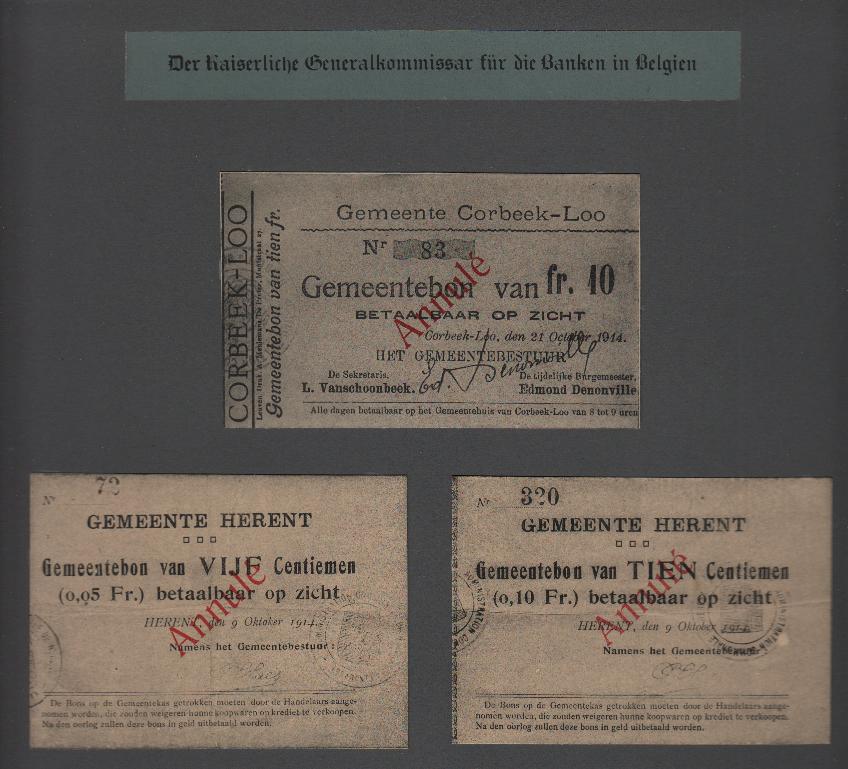 Der Kaiserliche Generalkommissar für die Banken in Belgien
CORBEEK-LOO
Gemeentebon van tien fr.
Gemeente Corbeek-Loo
Nr 83
Gemeentebon van fr. 10
BETAALBAAR OP ZICHT
Corbeek-Loo, den 21 October 1914.
HET GEMEENTEBESTUUR
De Sekretaris, De tijdelijke Burgemeester,
L. Vanschoonbeek. Ed. Denonville Edmond Denonville
Alle dagen betaalbaar op het Gemeentehuis van Corbeek-Loo van 8 tot 9 uren
Annulé
Nr 72
GEMEENTE HERENT
Gemeentebon van VIJF Centiemen
(0,05 Fr.) betaalbaar op zicht
HERENT, den 9 Oktober 1914.
Namens het Gemeentebestuur:
De Bons op de Gemeentekas getrokken moeten door de Handelaars aange-
nomen worden, die zouden weigeren hunne koopwaren op krediet te verkoopen.
Na den oorlog zullen deze bons in geld uitbetaald worden.
Annulé
Nr 320
GEMEENTE HERENT
Gemeentebon van TIEN Centiemen
(0,10 Fr.) betaalbaar op zicht
HERENT, den 9 Oktober 1914.
Namens het Gemeentebestuur:
De Bons op de Gemeentekas getrokken moeten door de Handelaars aange-
nomen worden, die zouden weigeren hunne koopwaren op krediet te verkoopen.
Na den oorlog zullen deze bons in geld uitbetaald worden.
Annulé